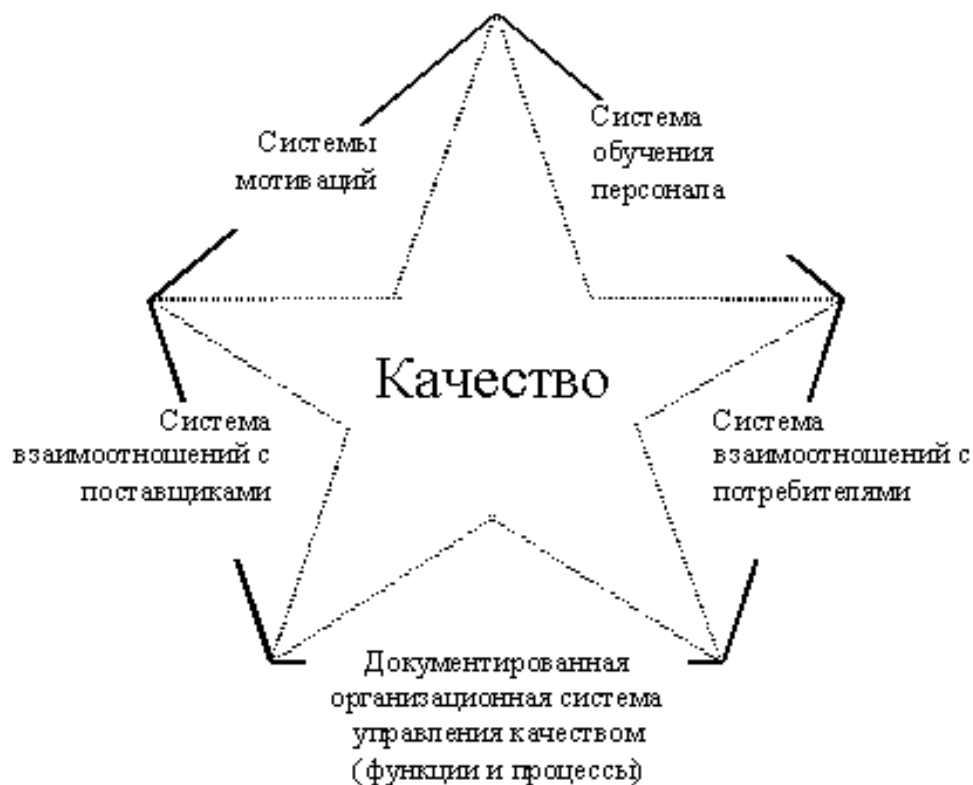 Системы
мотиваций
Система
обучения
персонала
Качество
Система
взаимоотношений с
поставщиками
Система
взаимоотношений с
потребителями
Документированная
организационная система
управления качеством
(функции и процессы)